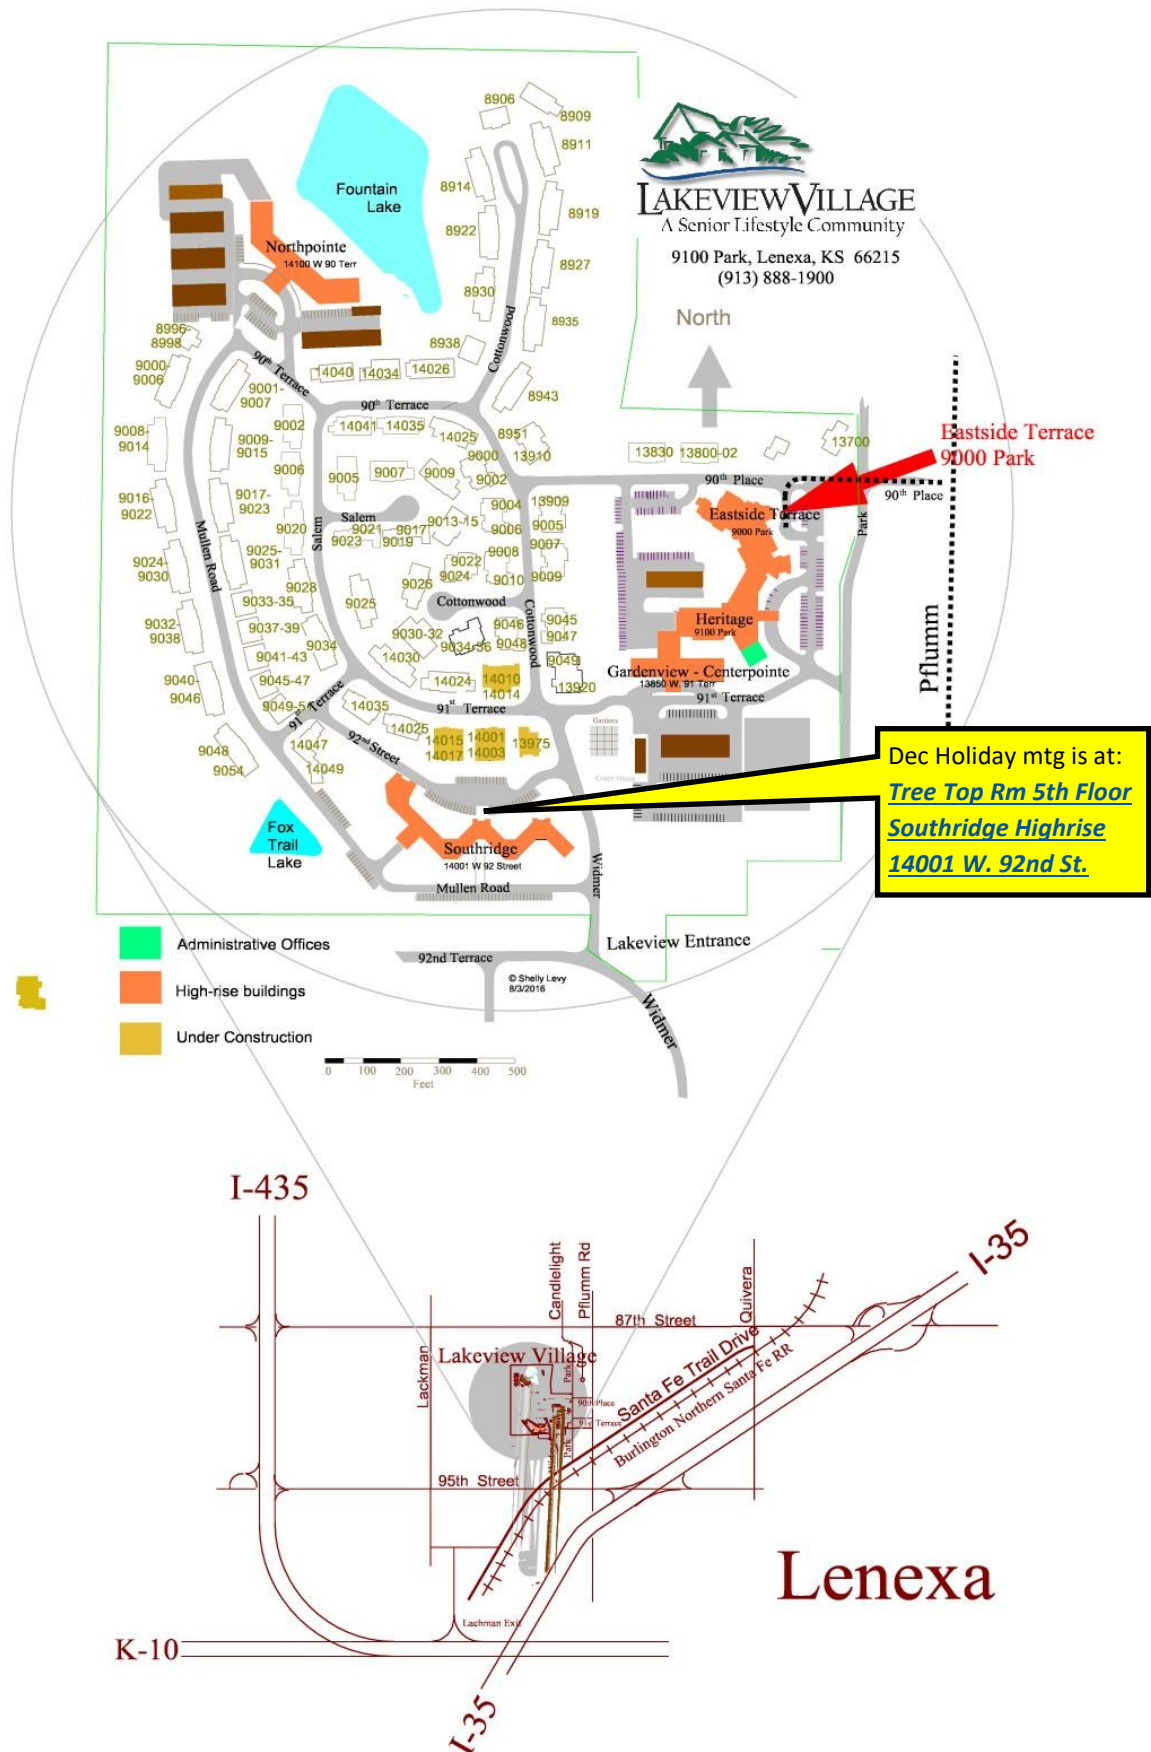 LAKEVIEW VILLAGE
A Senior Lifestyle Community
9100 Park, Lenexa, KS  66215
(913) 888-1900
North
8906
8909
8911
8914
8919
8922
8927
8930
8935
8938
8943
8951
Fountain
Lake
Northpointe
14100 W 90 Terr
Cottonwood
8996-
8998
9000-
9006
90th Terrace
9001-
9007
14040
14034
14026
90th Terrace
9002
14041
14035
14025
13910
9008-
9014
9009-
9015
9006
9005
9007
9009
9000
9002
13830
13800-02
13700
Eastside Terrace
9000 Park
90th Place
90th Place
9016-
9022
9017-
9023
9020
Salem
Salem
9021
9023
9017
9019
9013-15
9004
9006
13909
9005
9007
9009
Eastside Terrace
9000 Park
Park
Mullen Road
9024-
9030
9025-
9031
9028
9025
9026
9022
9024
9008
9010
Cottonwood
Cottonwood
9033-35
9032-
9038
9037-39
9034
9030-32
14030
9034-36
9046
9048
9045
9047
9049
13920
Heritage
9100 Park
Gardenview - Centerpointe
13850 W. 91 Terr
91st Terrace
Pflumm
9041-43
9040-
9046
9045-47
9049-51
91st Terrace
14024
14010
14014
91st Terrace
14035
14025
92nd Street
14015
14017
14001
14003
13975
Gardens
9048
9054
14047
14049
Dec Holiday mtg is at:
Tree Top Rm 5th Floor
Southridge Highrise
14001 W. 92nd St.
Fox
Trail
Lake
Southridge
14001 W 92 Street
Mullen Road
Widmer
Administrative Offices
High-rise buildings
Under Construction
92nd Terrace
Lakeview Entrance
© Shelly Levy
8/3/2016
Widmer
0 100 200 300 400 500
Feet
I-435
I-35
Candlelight
Pflumm Rd
Quivera
87th  Street
Lackman
Lakeview Village
Park
90th Place
91st Terrace
Park
Santa Fe Trail Drive
Burlington Northern Santa Fe RR
95th  Street
Lenexa
Lachman Exit
K-10
I-35